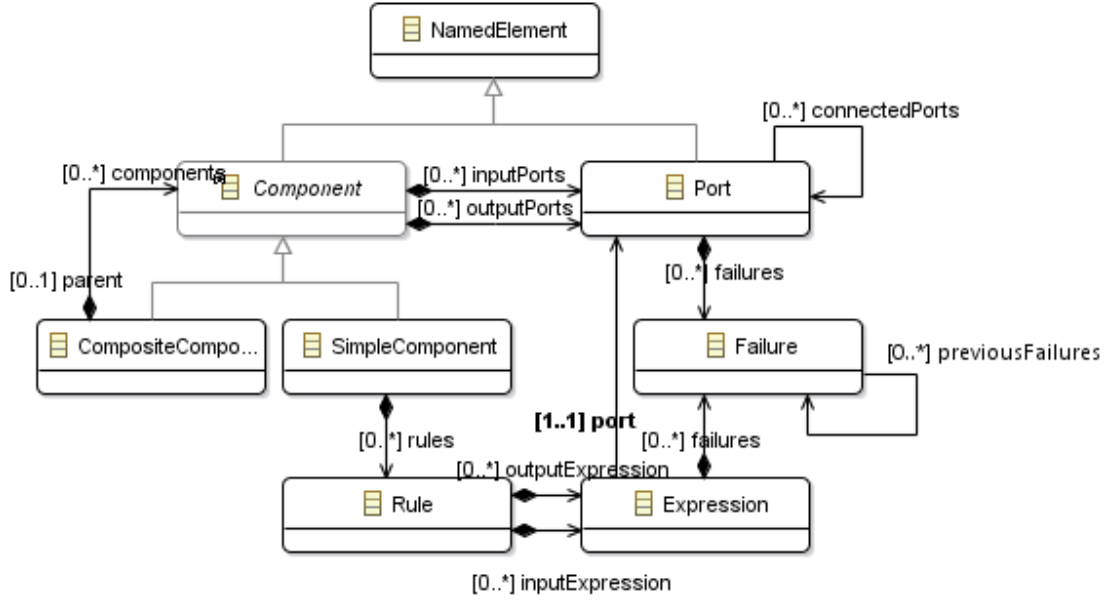 NamedElement
[0..*] connectedPorts
[0..*] components
Component
[0..*] inputPorts
Port
[0..*] outputPorts
[0..1] parent
[0..*] failures
CompositeCompo...
SimpleComponent
Failure
[0..*] previousFailures
[1..1] port
[0..*] rules
[0..*] failures
[0..*] outputExpression
Rule
Expression
[0..*] inputExpression